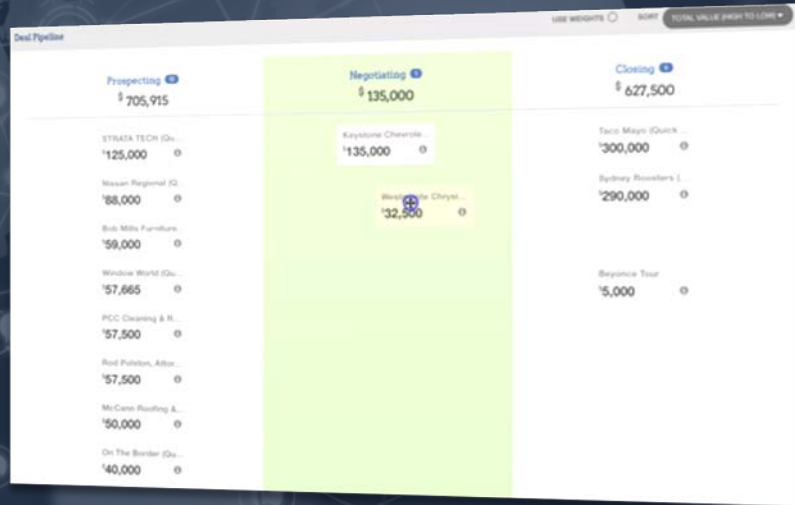 USE WEIGHTS
SORT
TOTAL VALUE (HIGH TO LOW)
Deal Pipeline
Prospecting
$705,915
STRATA TECH (Qu...
$125,000
Nissan Regional (Q...
$88,000
Bob Mills Furniture...
$59,000
Window World (Qu...
$57,665
PCC Cleaning & R...
$57,500
Rod Polston, Attor...
$57,500
McCann Roofing &...
$50,000
On The Border (Qu...
$40,000
Negotiating
$135,000
Keystone Chevrole...
$135,000
Chrysl...
$32,500
Closing
$627,500
Taco Mayo (Quick ...
$300,000
Sydney Roosters (...
$290,000
Beyonce Tour
$5,000